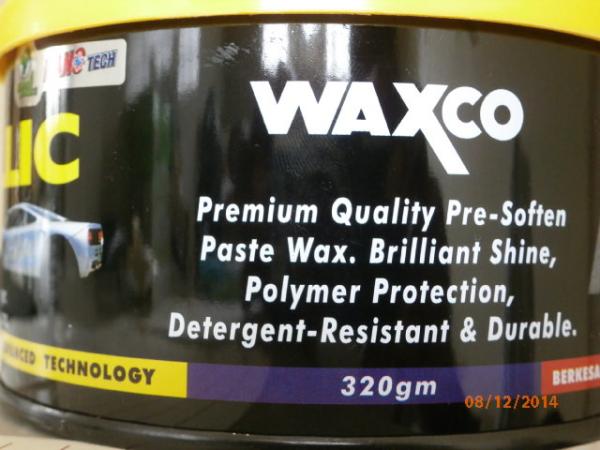 TECH
WAXCO
LIC
Premium Quality Pre-Soften
Paste Wax. Brilliant Shine,
Polymer Protection,
Detergent-Resistant & Durable.
TECHNOLOGY
320gm
BERKESA
08/12/2014